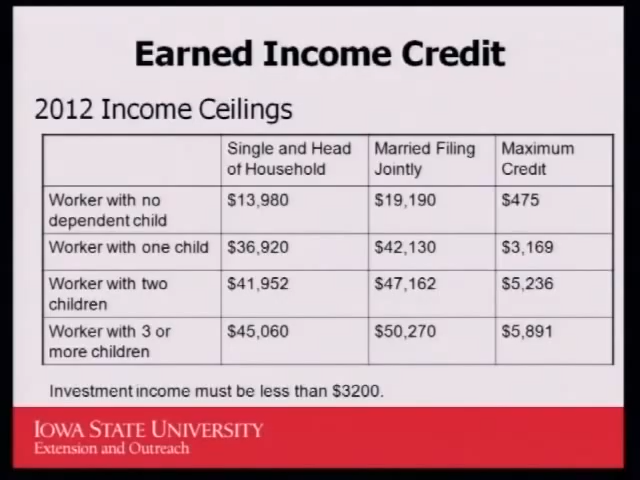 Earned Income Credit
2012 Income Ceilings
Single and Head of Household Married Filing Jointly Maximum Credit
Worker with no dependent child $13,980 $19,190 $475
Worker with one child $36,920 $42,130 $3,169
Worker with two children $41,952 $47,162 $5,236
Worker with 3 or more children $45,060 $50,270 $5,891
Investment income must be less than $3200.
IOWA STATE UNIVERSITY
Extension and Outreach